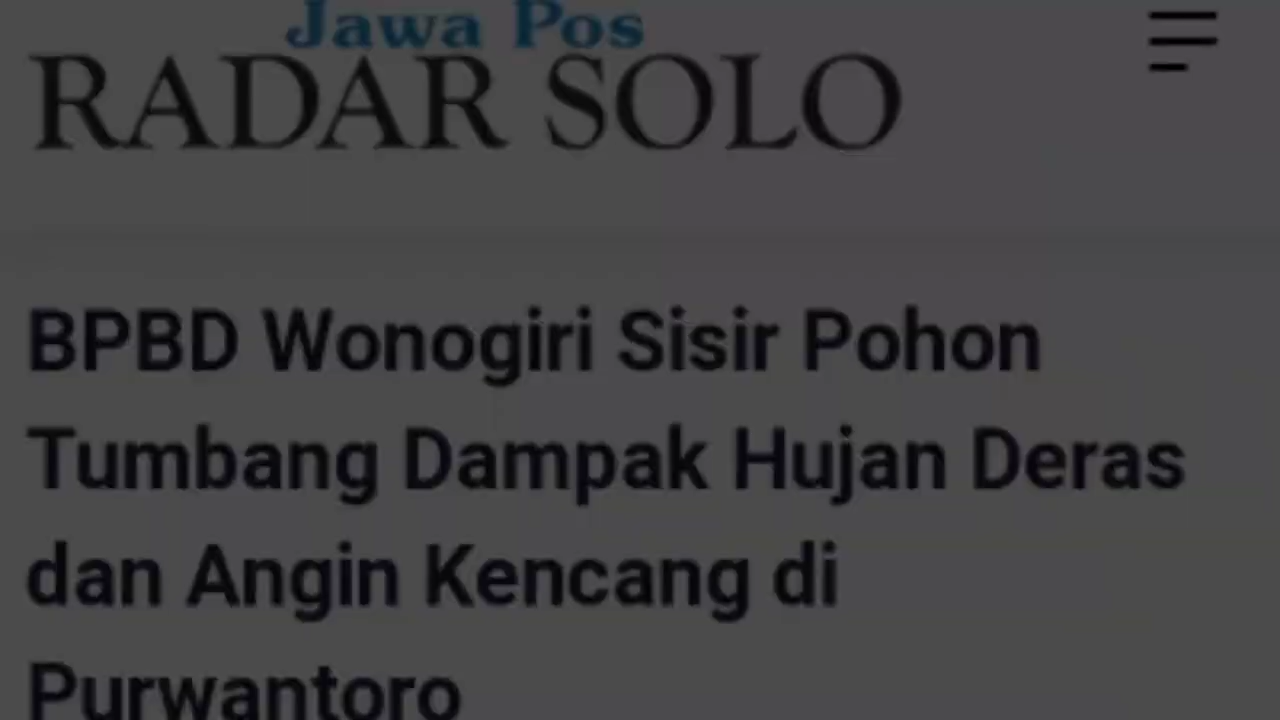 Jawa Pos
RADAR SOLO
BPBD Wonogiri Sisir Pohon
Tumbang Dampak Hujan Deras
dan Angin Kencang di
Purwantoro